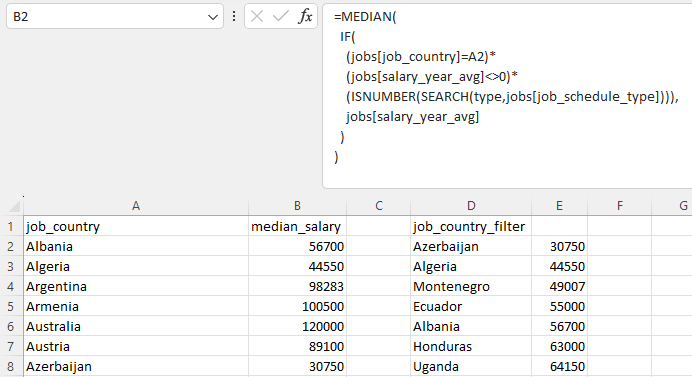 B2
fx
=MEDIAN(
IF(
(jobs[job_country]=A2)*
(jobs[salary_year_avg]<>0)*
(ISNUMBER(SEARCH(type,jobs[job_schedule_type]))),
jobs[salary_year_avg]
)
)
A B C D E F G
1 job_country median_salary job_country_filter
2 Albania 56700 Azerbaijan 30750
3 Algeria 44550 Algeria 44550
4 Argentina 98283 Montenegro 49007
5 Armenia 100500 Ecuador 55000
6 Australia 120000 Albania 56700
7 Austria 89100 Honduras 63000
8 Azerbaijan 30750 Uganda 64150